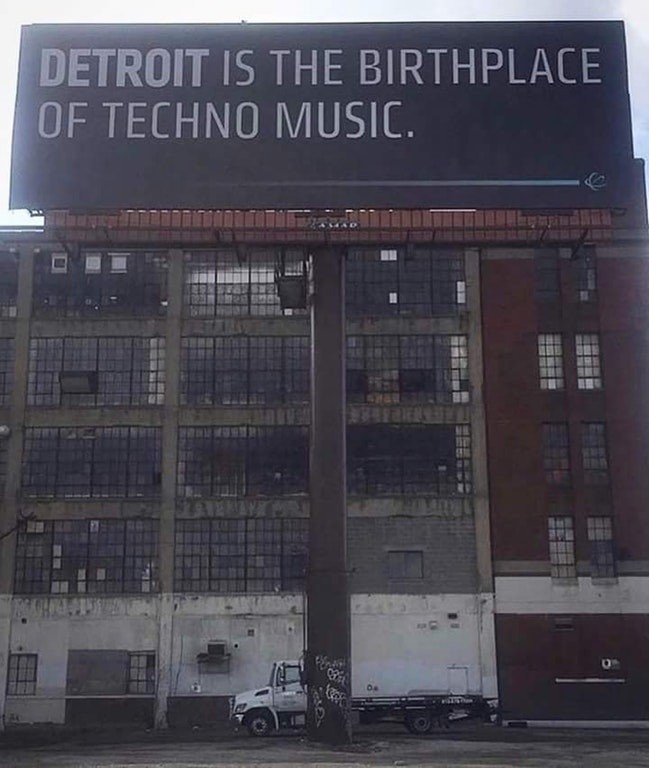 DETROIT IS THE BIRTHPLACE
OF TECHNO MUSIC.